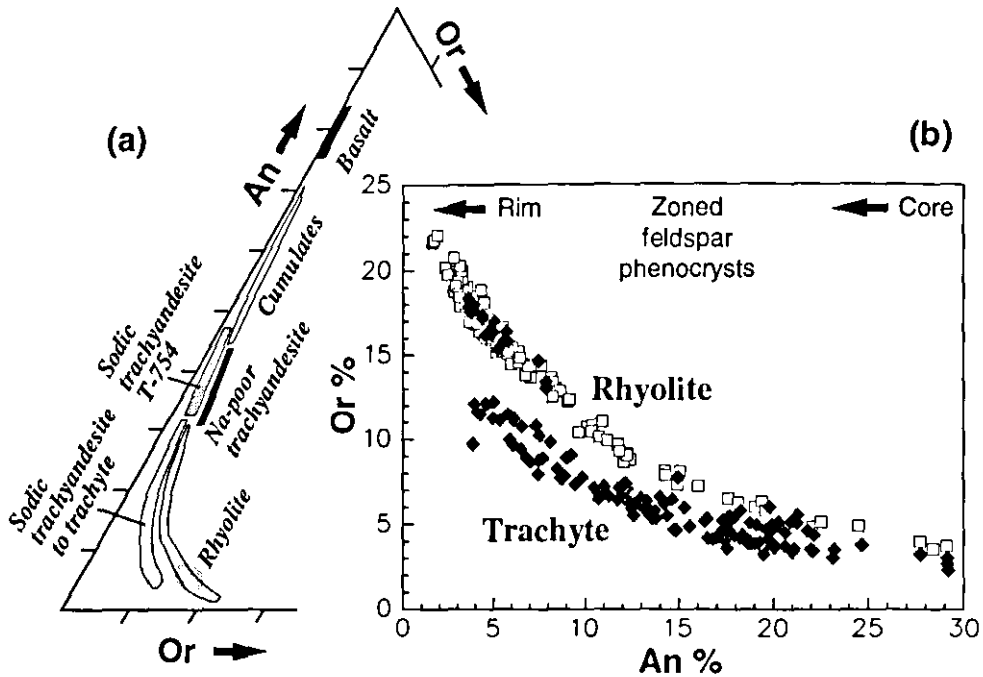 (a)
An
Or
Basalt
Cumulates
Sodic
trachyandesite
T-754
Na-poor
trachyandesite
Sodic
trachyandesite
to trachyte
Rhyolite
Or
(b)
Rim
Zoned
feldspar
phenocrysts
Core
Rhyolite
Trachyte
Or %
25
20
15
10
5
0
0 5 10 15 20 25 30
An %